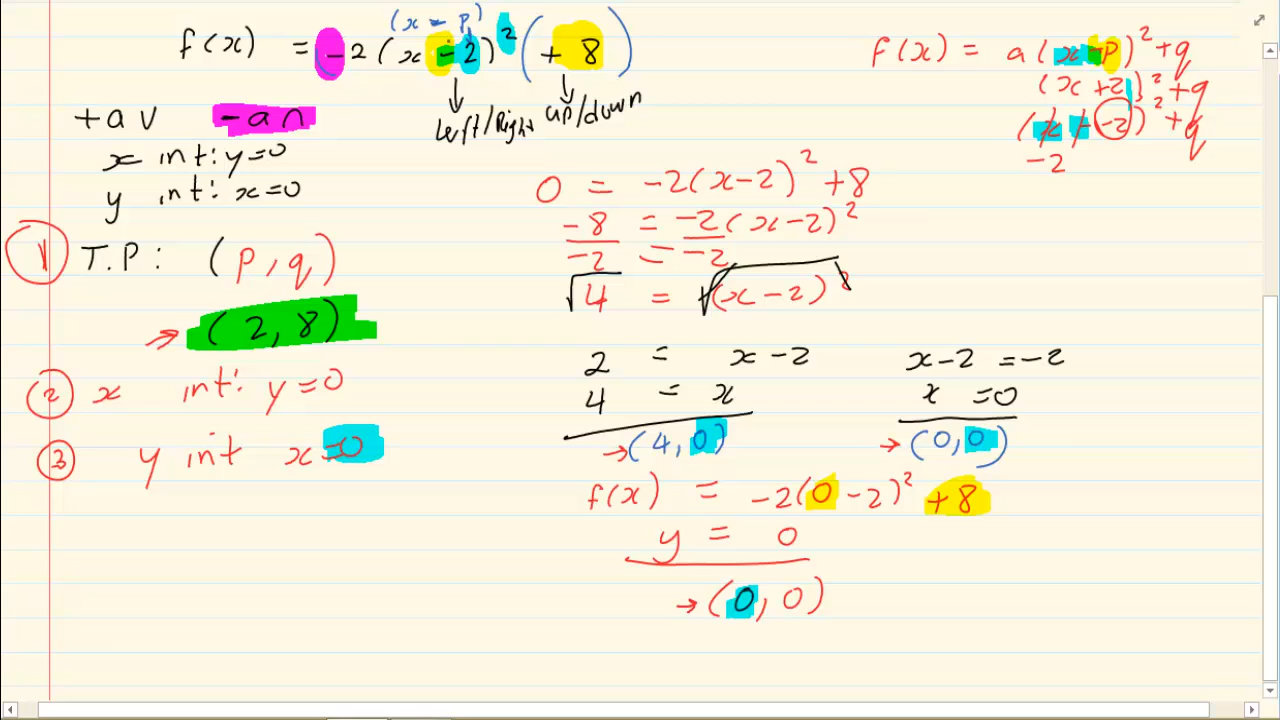 (x - p)
f(x) = -2(x - 2)² (+ 8)
left/Right up/down
+a ∨ -a ∩
x int: y=0
y int: x=0
① T.P: (p, q)
→ (2, 8)
② x int: y=0
③ y int x=0
f(x) = a(x-p)² + q
(x+2)² + q
(x - -2)² + q
-2
0 = -2(x-2)² + 8
-8 = -2(x-2)²
-2 = -2
√4 = √(x-2)²
2 = x-2
4 = x
→(4, 0)
x-2 = -2
x = 0
→(0, 0)
f(x) = -2(0-2)² + 8
y = 0
→(0, 0)